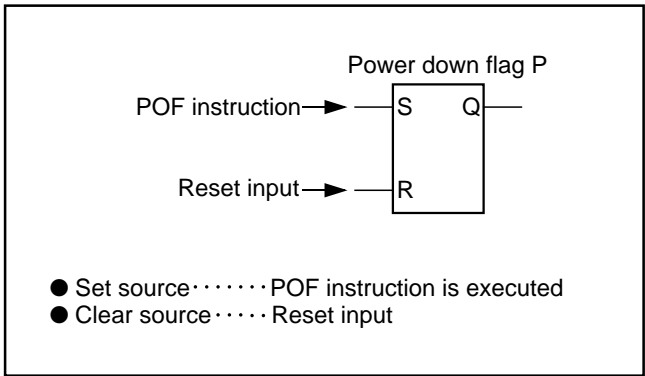 Power down flag P
POF instruction
S
Q
Reset input
R
● Set source・・・・・・・POF instruction is executed
● Clear source・・・・・Reset input